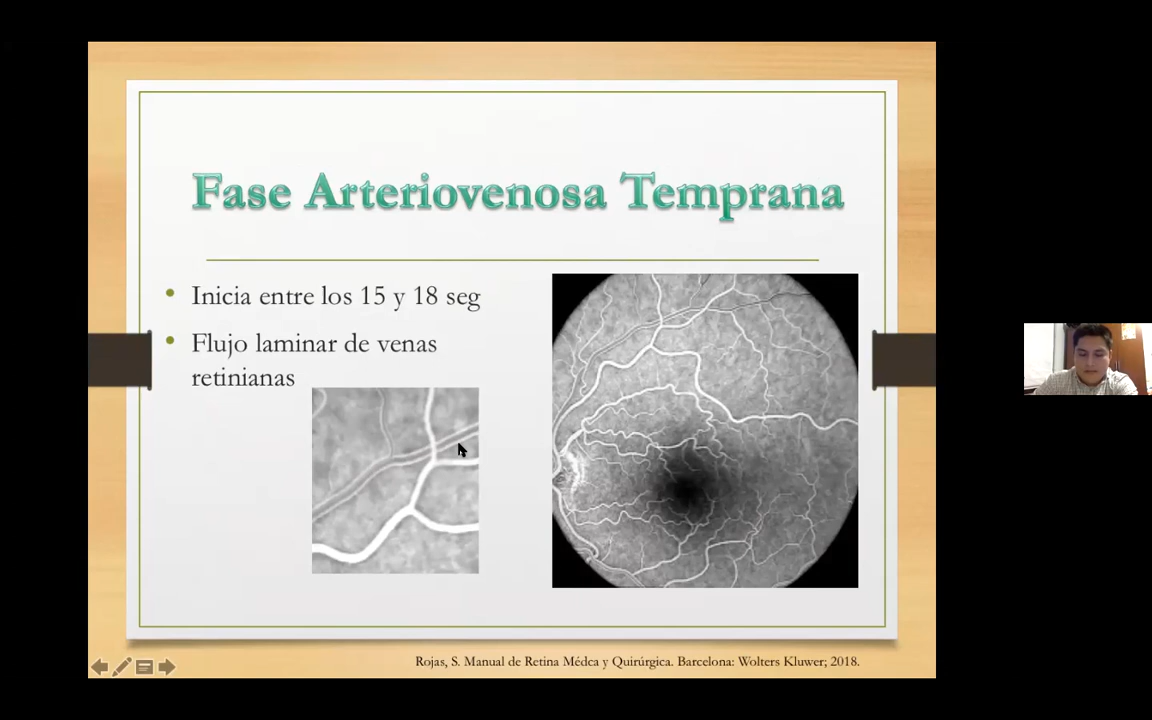 Fase Arteriovenosa Temprana
Inicia entre los 15 y 18 seg
Flujo laminar de venas
retinianas
Rojas, S. Manual de Retina Médca y Quirúrgica. Barcelona: Wolters Kluwer; 2018.